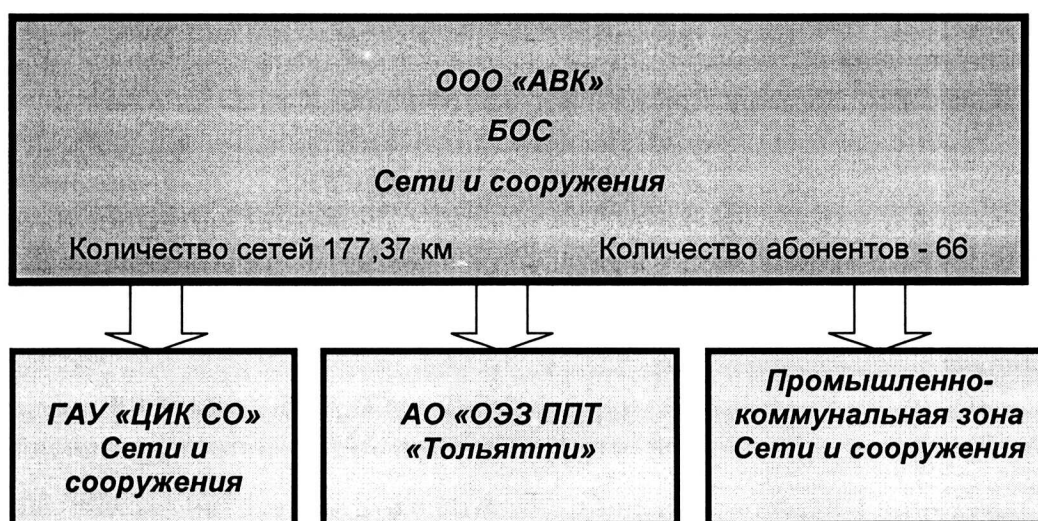 ООО «АВК»
БОС
Сети и сооружения
Количество сетей 177,37 км Количество абонентов - 66
ГАУ «ЦИК СО»
Сети и
сооружения
АО «ОЭЗ ППТ
«Тольятти»
Промышленно-
коммунальная зона
Сети и сооружения